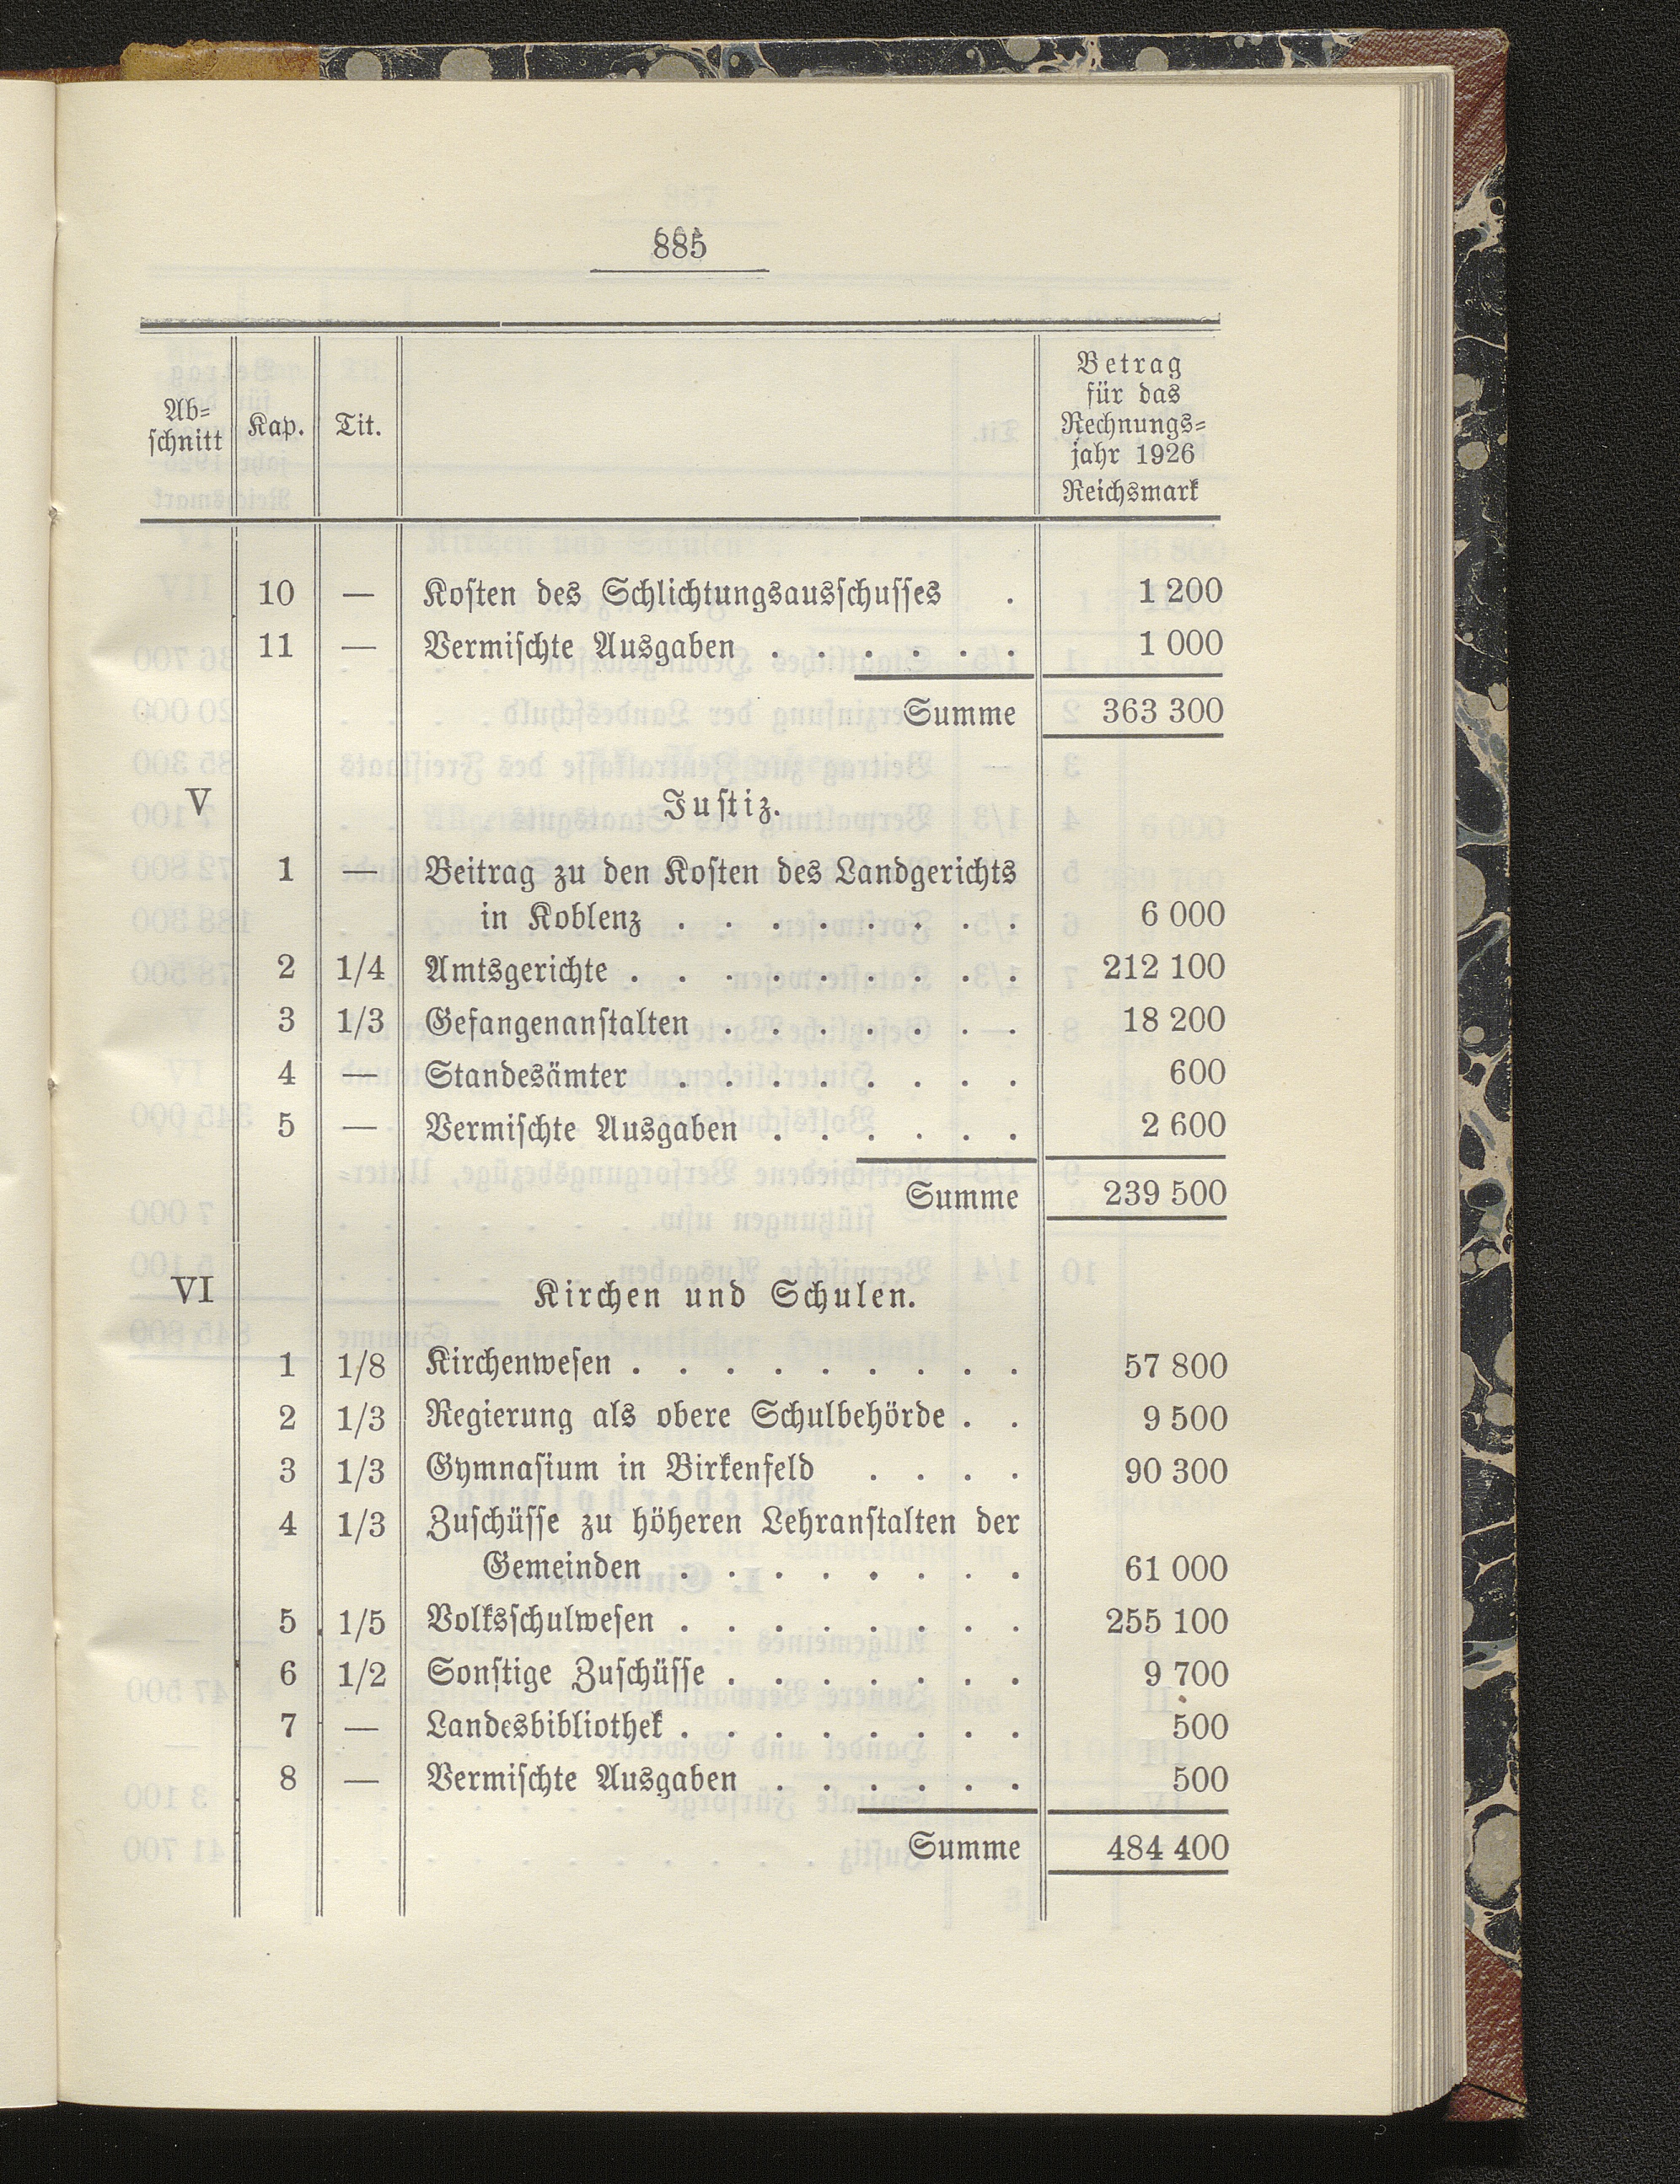 885
Ab-
schnitt
Kap.
Tit.
Betrag
für das
Rechnungs-
jahr 1926
Reichsmark
10 — Kosten des Schlichtungsausschusses . 1 200
11 — Vermischte Ausgaben . . . . . . 1 000
Summe 363 300
V Justiz.
1 — Beitrag zu den Kosten des Landgerichts
in Koblenz . . . . . . . . 6 000
2 1/4 Amtsgerichte . . . . . . . . . 212 100
3 1/3 Gefangenanstalten . . . . . . . 18 200
4 — Standesämter . . . . . . . . 600
5 — Vermischte Ausgaben . . . . . . 2 600
Summe 239 500
VI Kirchen und Schulen.
1 1/8 Kirchenwesen . . . . . . . . . 57 800
2 1/3 Regierung als obere Schulbehörde . . 9 500
3 1/3 Gymnasium in Birkenfeld . . . . 90 300
4 1/3 Zuschüsse zu höheren Lehranstalten der
Gemeinden . . . . . . . . 61 000
5 1/5 Volksschulwesen . . . . . . . . 255 100
6 1/2 Sonstige Zuschüsse . . . . . . . 9 700
7 — Landesbibliothek . . . . . . . . 500
8 — Vermischte Ausgaben . . . . . . 500
Summe 484 400